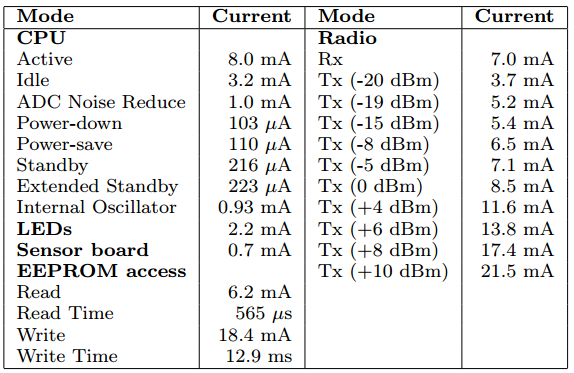 Mode Current Mode Current
CPU Radio
Active 8.0 mA Rx 7.0 mA
Idle 3.2 mA Tx (-20 dBm) 3.7 mA
ADC Noise Reduce 1.0 mA Tx (-19 dBm) 5.2 mA
Power-down 103 μA Tx (-15 dBm) 5.4 mA
Power-save 110 μA Tx (-8 dBm) 6.5 mA
Standby 216 μA Tx (-5 dBm) 7.1 mA
Extended Standby 223 μA Tx (0 dBm) 8.5 mA
Internal Oscillator 0.93 mA Tx (+4 dBm) 11.6 mA
LEDs 2.2 mA Tx (+6 dBm) 13.8 mA
Sensor board 0.7 mA Tx (+8 dBm) 17.4 mA
EEPROM access Tx (+10 dBm) 21.5 mA
Read 6.2 mA
Read Time 565 μs
Write 18.4 mA
Write Time 12.9 ms